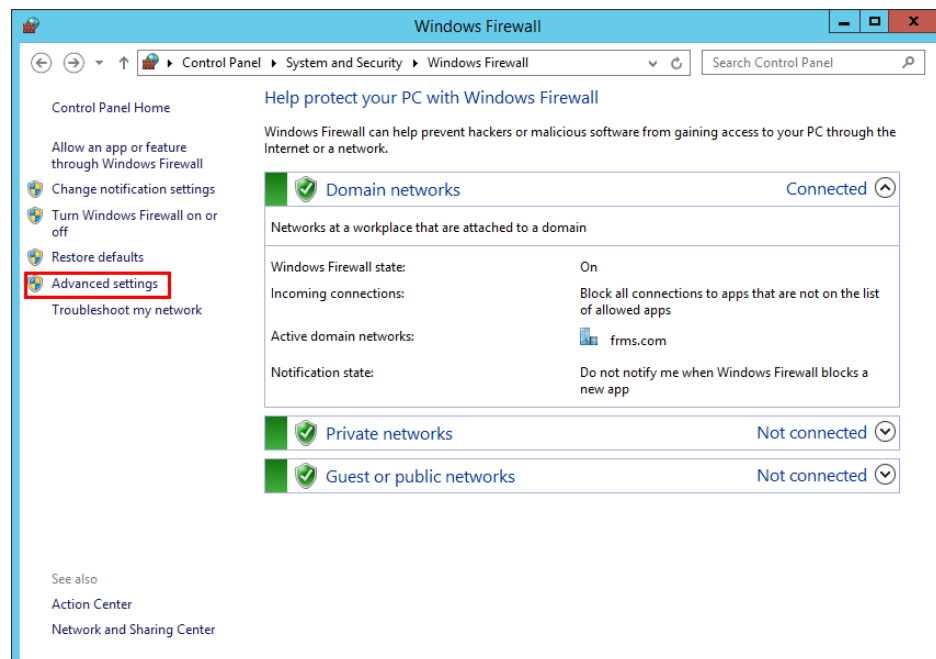 Windows Firewall
Control Panel System and Security Windows Firewall
Search Control Panel
Control Panel Home
Allow an app or feature
through Windows Firewall
Change notification settings
Turn Windows Firewall on or
off
Restore defaults
Advanced settings
Troubleshoot my network
See also
Action Center
Network and Sharing Center
Help protect your PC with Windows Firewall
Windows Firewall can help prevent hackers or malicious software from gaining access to your PC through the
Internet or a network.
Domain networks Connected
Networks at a workplace that are attached to a domain
Windows Firewall state: On
Incoming connections: Block all connections to apps that are not on the list
of allowed apps
Active domain networks: frms.com
Notification state: Do not notify me when Windows Firewall blocks a
new app
Private networks Not connected
Guest or public networks Not connected